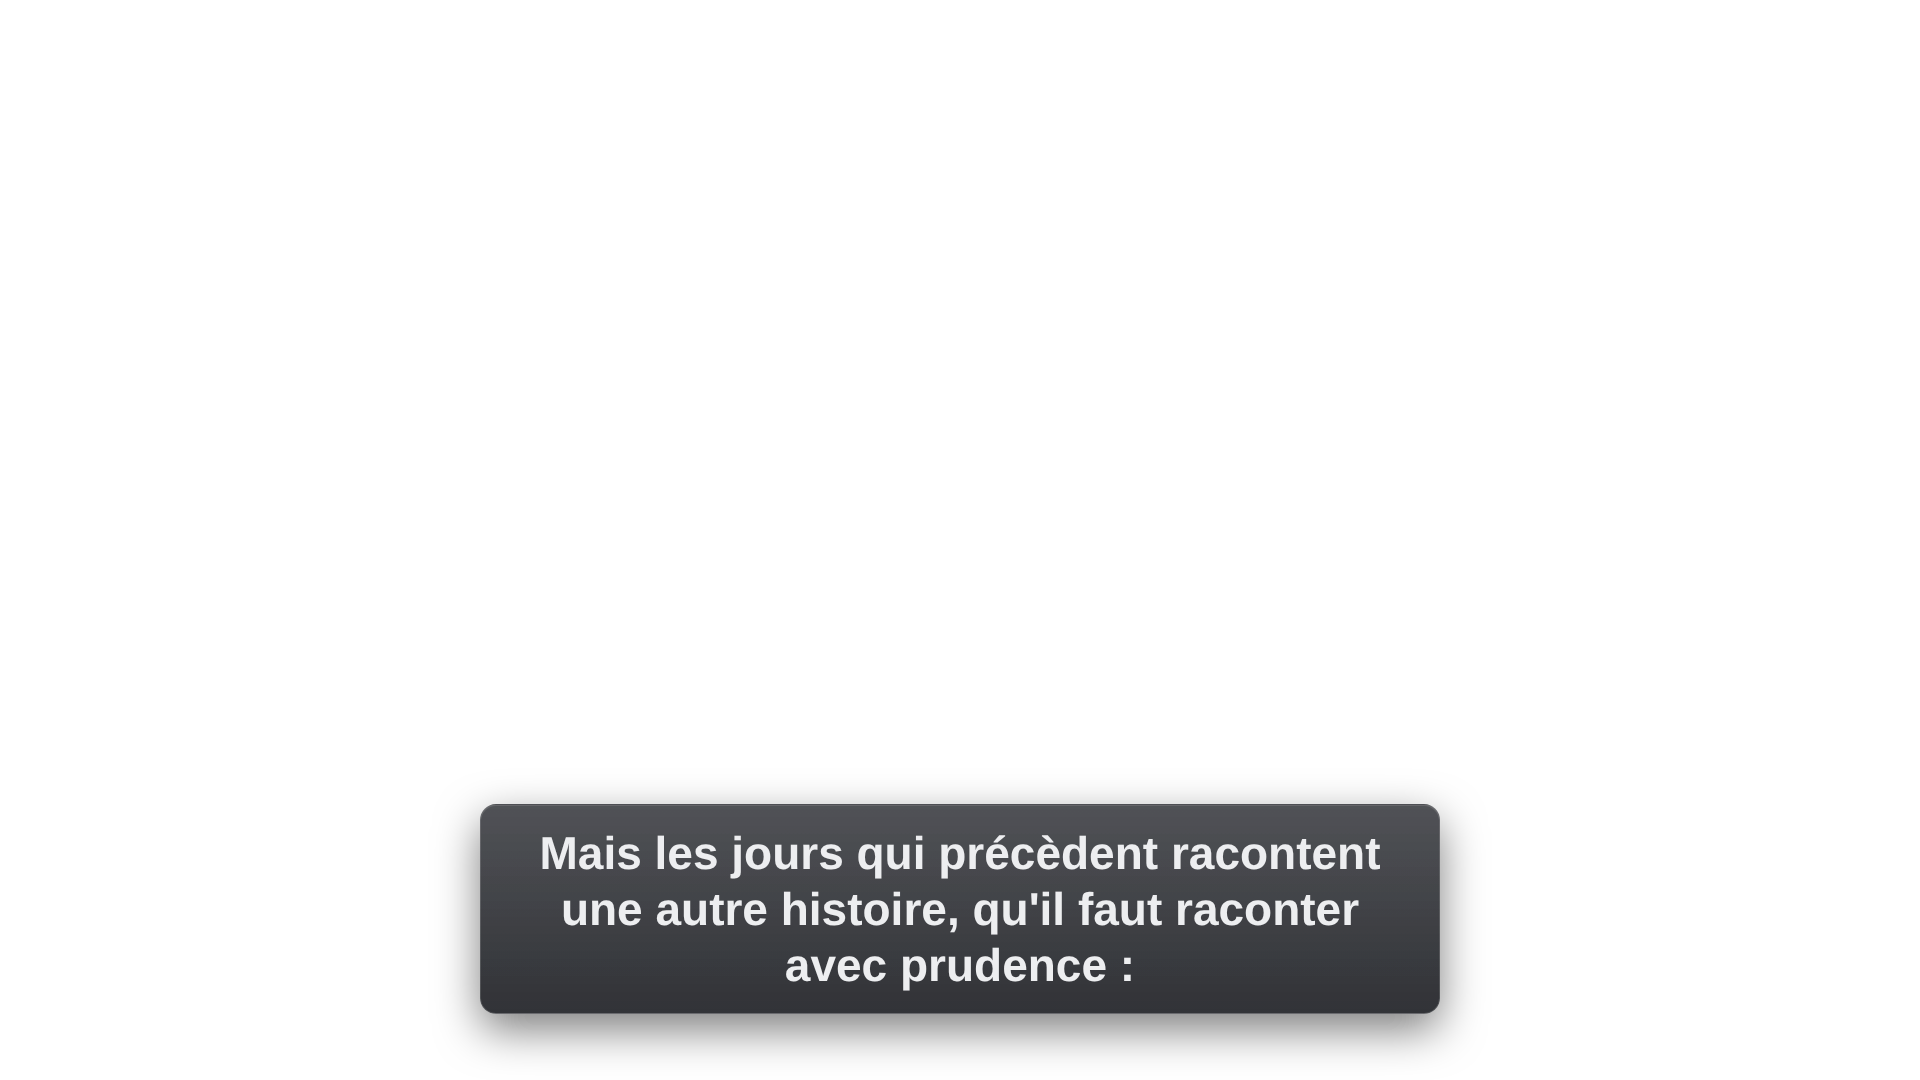 Mais les jours qui précèdent racontent
une autre histoire, qu'il faut raconter
avec prudence :